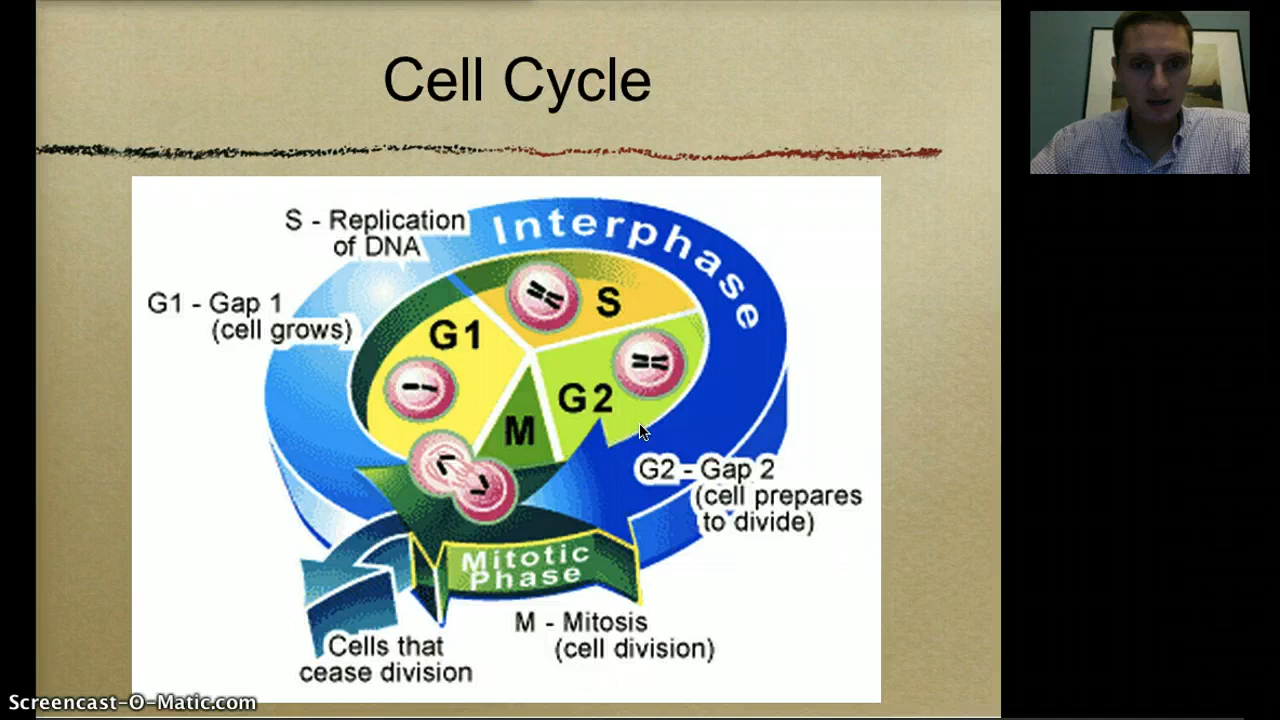 Cell Cycle
S - Replication
of DNA
Interphase
G1 - Gap 1
(cell grows)
S
G1
G2
M
G2 - Gap 2
(cell prepares
to divide)
Mitotic
Phase
M - Mitosis
(cell division)
Cells that
cease division
Screencast-O-Matic.com